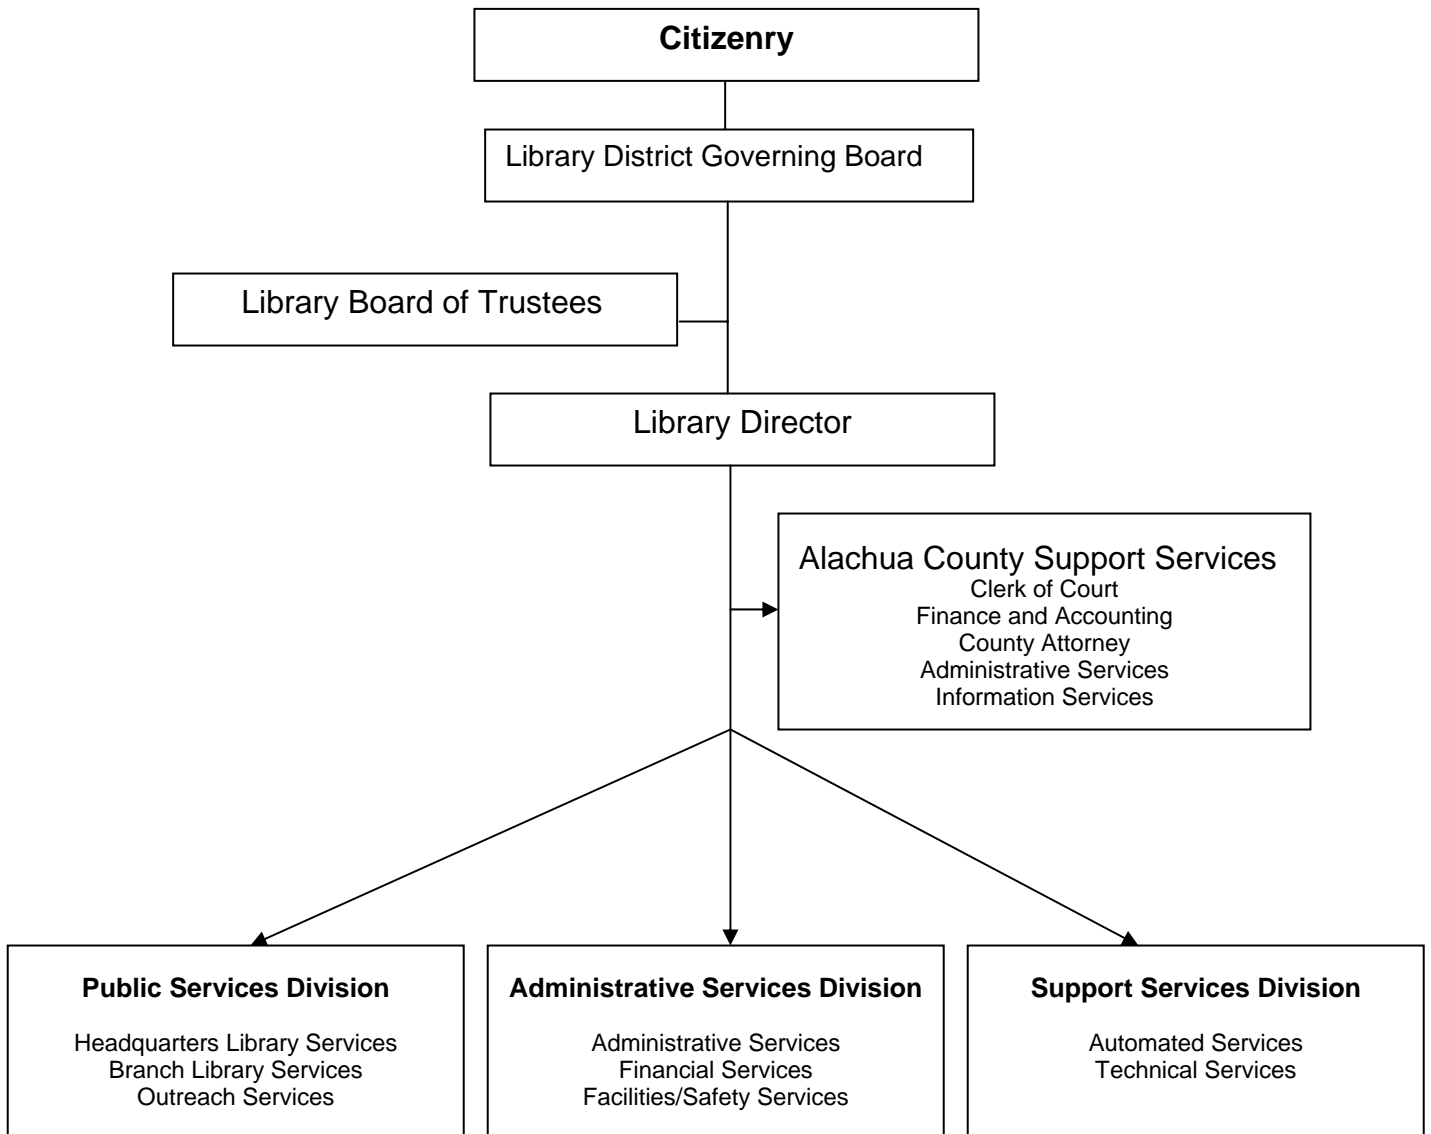 Citizenry
Library District Governing Board
Library Board of Trustees
Library Director
Alachua County Support Services
Clerk of Court
Finance and Accounting
County Attorney
Administrative Services
Information Services
Public Services Division
Headquarters Library Services
Branch Library Services
Outreach Services
Administrative Services Division
Administrative Services
Financial Services
Facilities/Safety Services
Support Services Division
Automated Services
Technical Services